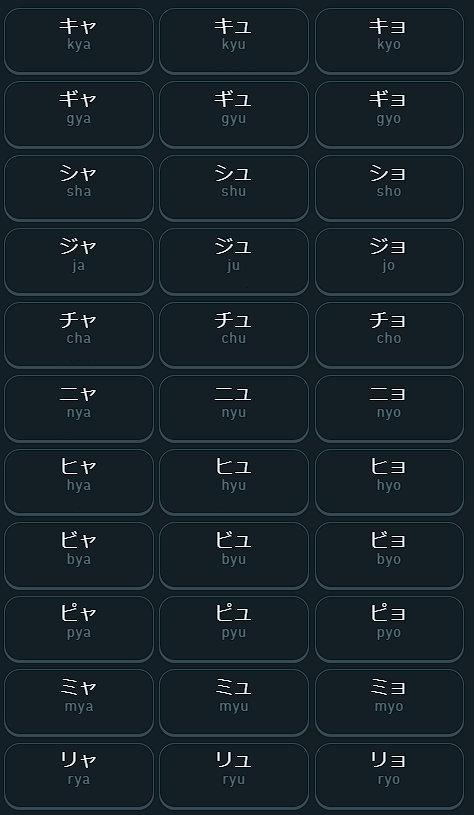 キャ キュ キョ
kya kyu kyo
ギャ ギュ ギョ
gya gyu gyo
シャ シュ ショ
sha shu sho
ジャ ジュ ジョ
ja ju jo
チャ チュ チョ
cha chu cho
ニャ ニュ ニョ
nya nyu nyo
ヒャ ヒュ ヒョ
hya hyu hyo
ビャ ビュ ビョ
bya byu byo
ピャ ピュ ピョ
pya pyu pyo
ミャ ミュ ミョ
mya myu myo
リャ リュ リョ
rya ryu ryo